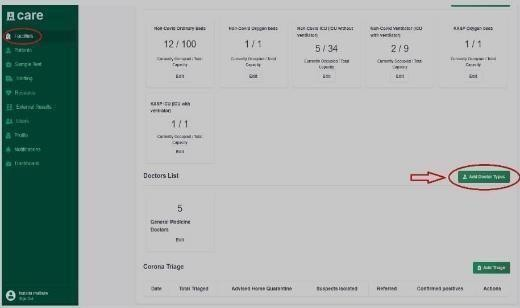 care
Facilities
Patients
Sample Test
Shifting
Resource
External Results
Users
Profile
Notifications
Dashboard
Sign Out
Non-Covid Ordinary Beds
12 / 100
Currently Occupied / Total
Capacity
Edit
Non-Covid Oxygen beds
1 / 1
Currently Occupied / Total
Capacity
Edit
Non-Covid ICU (ICU without
ventilator)
5 / 34
Currently Occupied / Total
Capacity
Edit
Non-Covid Ventilator (ICU
with ventilator)
2 / 9
Currently Occupied / Total
Capacity
Edit
KASP Oxygen beds
1 / 1
Currently Occupied / Total
Capacity
Edit
KASP ICU (ICU with
ventilator)
1 / 1
Currently Occupied / Total
Capacity
Edit
Doctors List
Add Doctor Types
5
General Medicine
Doctors
Edit
Corona Triage
Add Triage
Date Total Triaged Advised Home Quarantine Suspects Isolated Referred Confirmed positives Actions